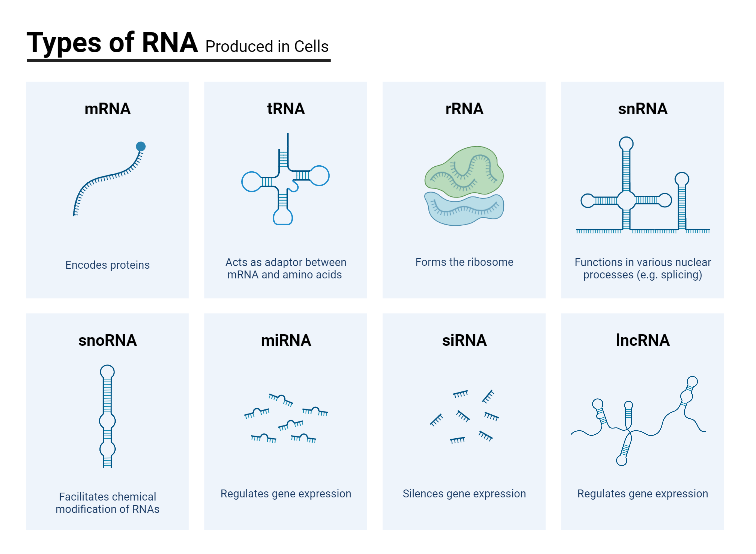 Types of RNA Produced in Cells
mRNA
Encodes proteins
tRNA
Acts as adaptor between
mRNA and amino acids
rRNA
Forms the ribosome
snRNA
Functions in various nuclear
processes (e.g. splicing)
snoRNA
Facilitates chemical
modification of RNAs
miRNA
Regulates gene expression
siRNA
Silences gene expression
lncRNA
Regulates gene expression